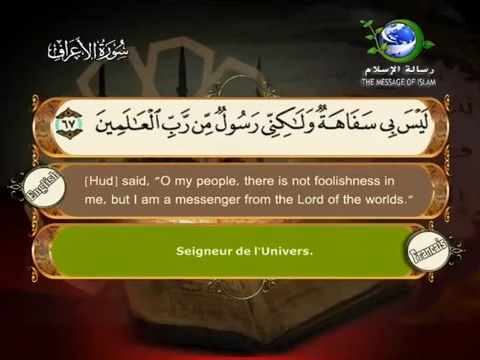 سورة الأعراف
رسالة الإسلام
THE MESSAGE OF ISLAM
لَيْسَ بِي سَفَاهَةٌ وَلَٰكِنِّي رَسُولٌ مِّن رَّبِّ الْعَالَمِينَ ٦٧
English
[Hud] said, "O my people, there is not foolishness in
me, but I am a messenger from the Lord of the worlds."
Seigneur de l'Univers.
Francais